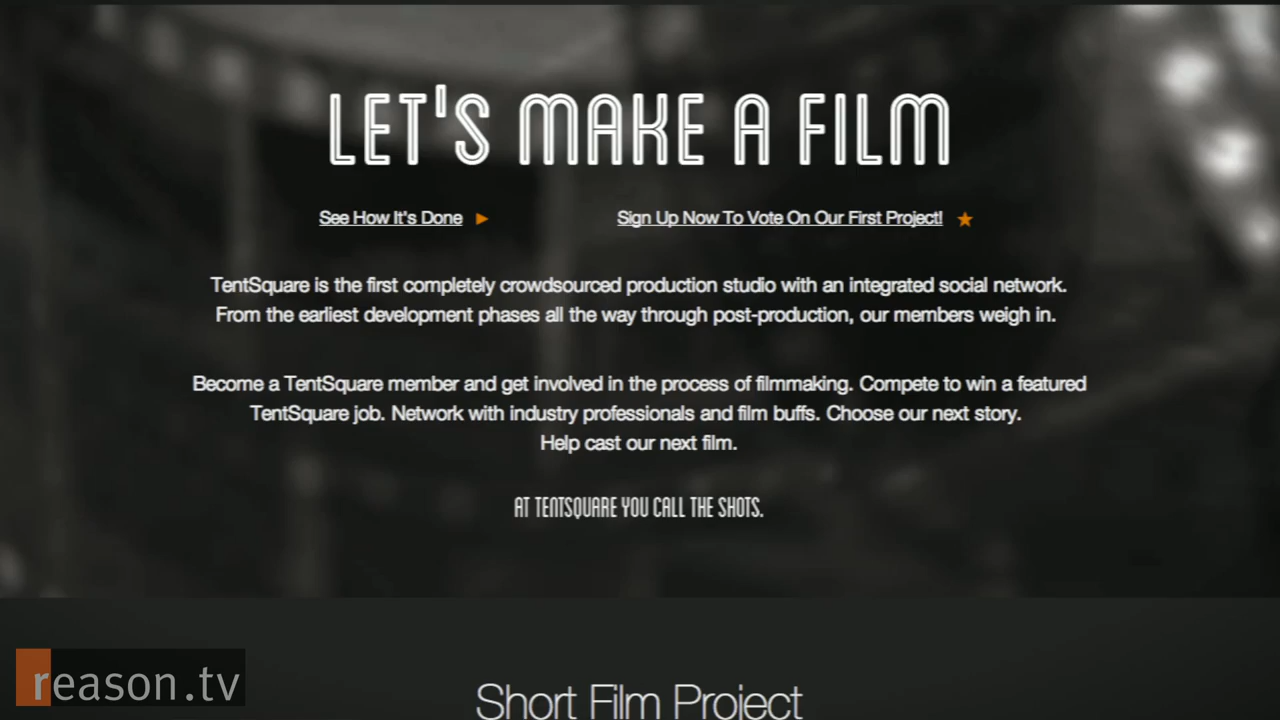 LET'S MAKE A FILM
See How It's Done
Sign Up Now To Vote On Our First Project!
TentSquare is the first completely crowdsourced production studio with an integrated social network.
From the earliest development phases all the way through post-production, our members weigh in.
Become a TentSquare member and get involved in the process of filmmaking. Compete to win a featured
TentSquare job. Network with industry professionals and film buffs. Choose our next story.
Help cast our next film.
AT TENTSQUARE YOU CALL THE SHOTS.
Short Film Project
reason.tv